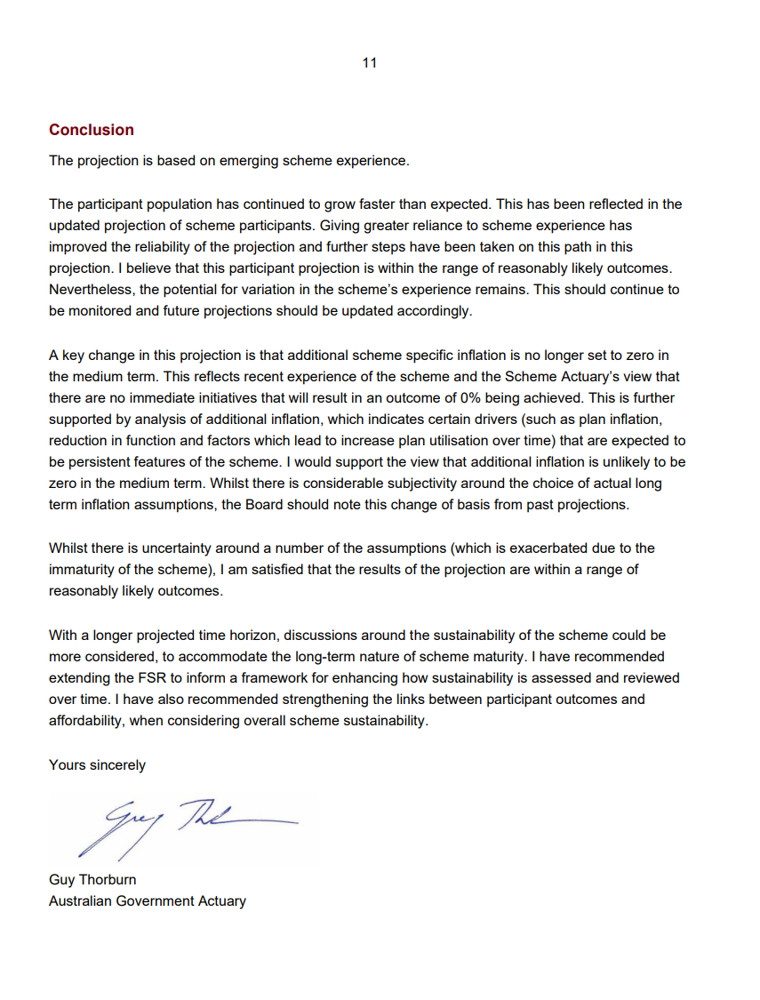 11
Conclusion
The projection is based on emerging scheme experience.
The participant population has continued to grow faster than expected. This has been reflected in the
updated projection of scheme participants. Giving greater reliance to scheme experience has
improved the reliability of the projection and further steps have been taken on this path in this
projection. I believe that this participant projection is within the range of reasonably likely outcomes.
Nevertheless, the potential for variation in the scheme's experience remains. This should continue to
be monitored and future projections should be updated accordingly.
A key change in this projection is that additional scheme specific inflation is no longer set to zero in
the medium term. This reflects recent experience of the scheme and the Scheme Actuary's view that
there are no immediate initiatives that will result in an outcome of 0% being achieved. This is further
supported by analysis of additional inflation, which indicates certain drivers (such as plan inflation,
reduction in function and factors which lead to increase plan utilisation over time) that are expected to
be persistent features of the scheme. I would support the view that additional inflation is unlikely to be
zero in the medium term. Whilst there is considerable subjectivity around the choice of actual long
term inflation assumptions, the Board should note this change of basis from past projections.
Whilst there is uncertainty around a number of the assumptions (which is exacerbated due to the
immaturity of the scheme), I am satisfied that the results of the projection are within a range of
reasonably likely outcomes.
With a longer projected time horizon, discussions around the sustainability of the scheme could be
more considered, to accommodate the long-term nature of scheme maturity. I have recommended
extending the FSR to inform a framework for enhancing how sustainability is assessed and reviewed
over time. I have also recommended strengthening the links between participant outcomes and
affordability, when considering overall scheme sustainability.
Yours sincerely
Guy Thorburn
Australian Government Actuary